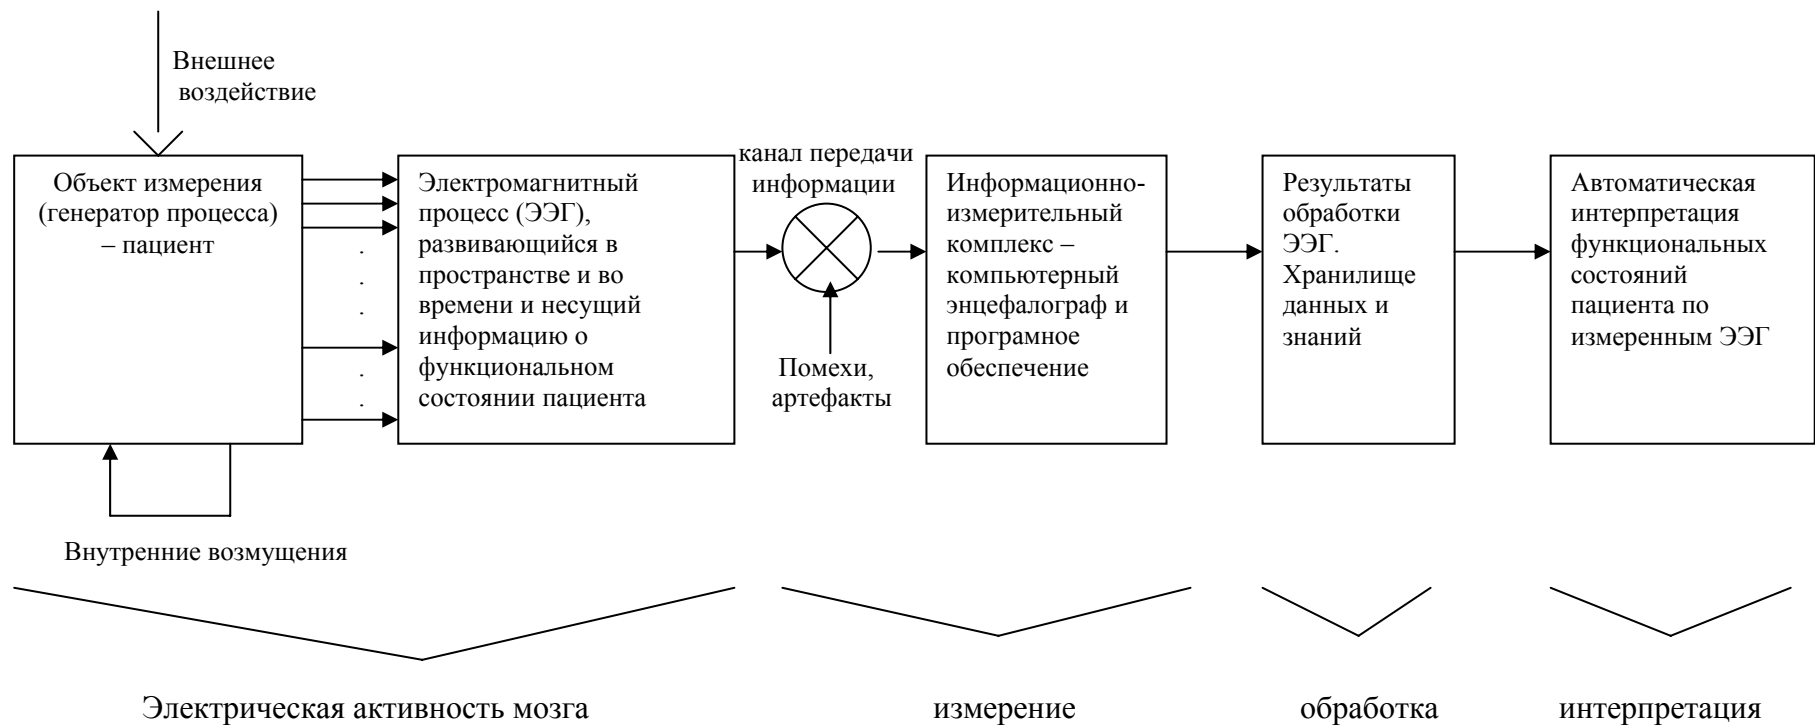 Внешнее
воздействие
Объект измерения
(генератор процесса)
– пациент
Внутренние возмущения
Электромагнитный
процесс (ЭЭГ),
развивающийся в
пространстве и во
времени и несущий
информацию о
функциональном
состоянии пациента
канал передачи
информации
Помехи,
артефакты
Информационно-
измерительный
комплекс –
компьютерный
энцефалограф и
програмное
обеспечение
Результаты
обработки
ЭЭГ.
Хранилище
данных и
знаний
Автоматическая
интерпретация
функциональных
состояний
пациента по
измеренным ЭЭГ
Электрическая активность мозга
измерение
обработка
интерпретация